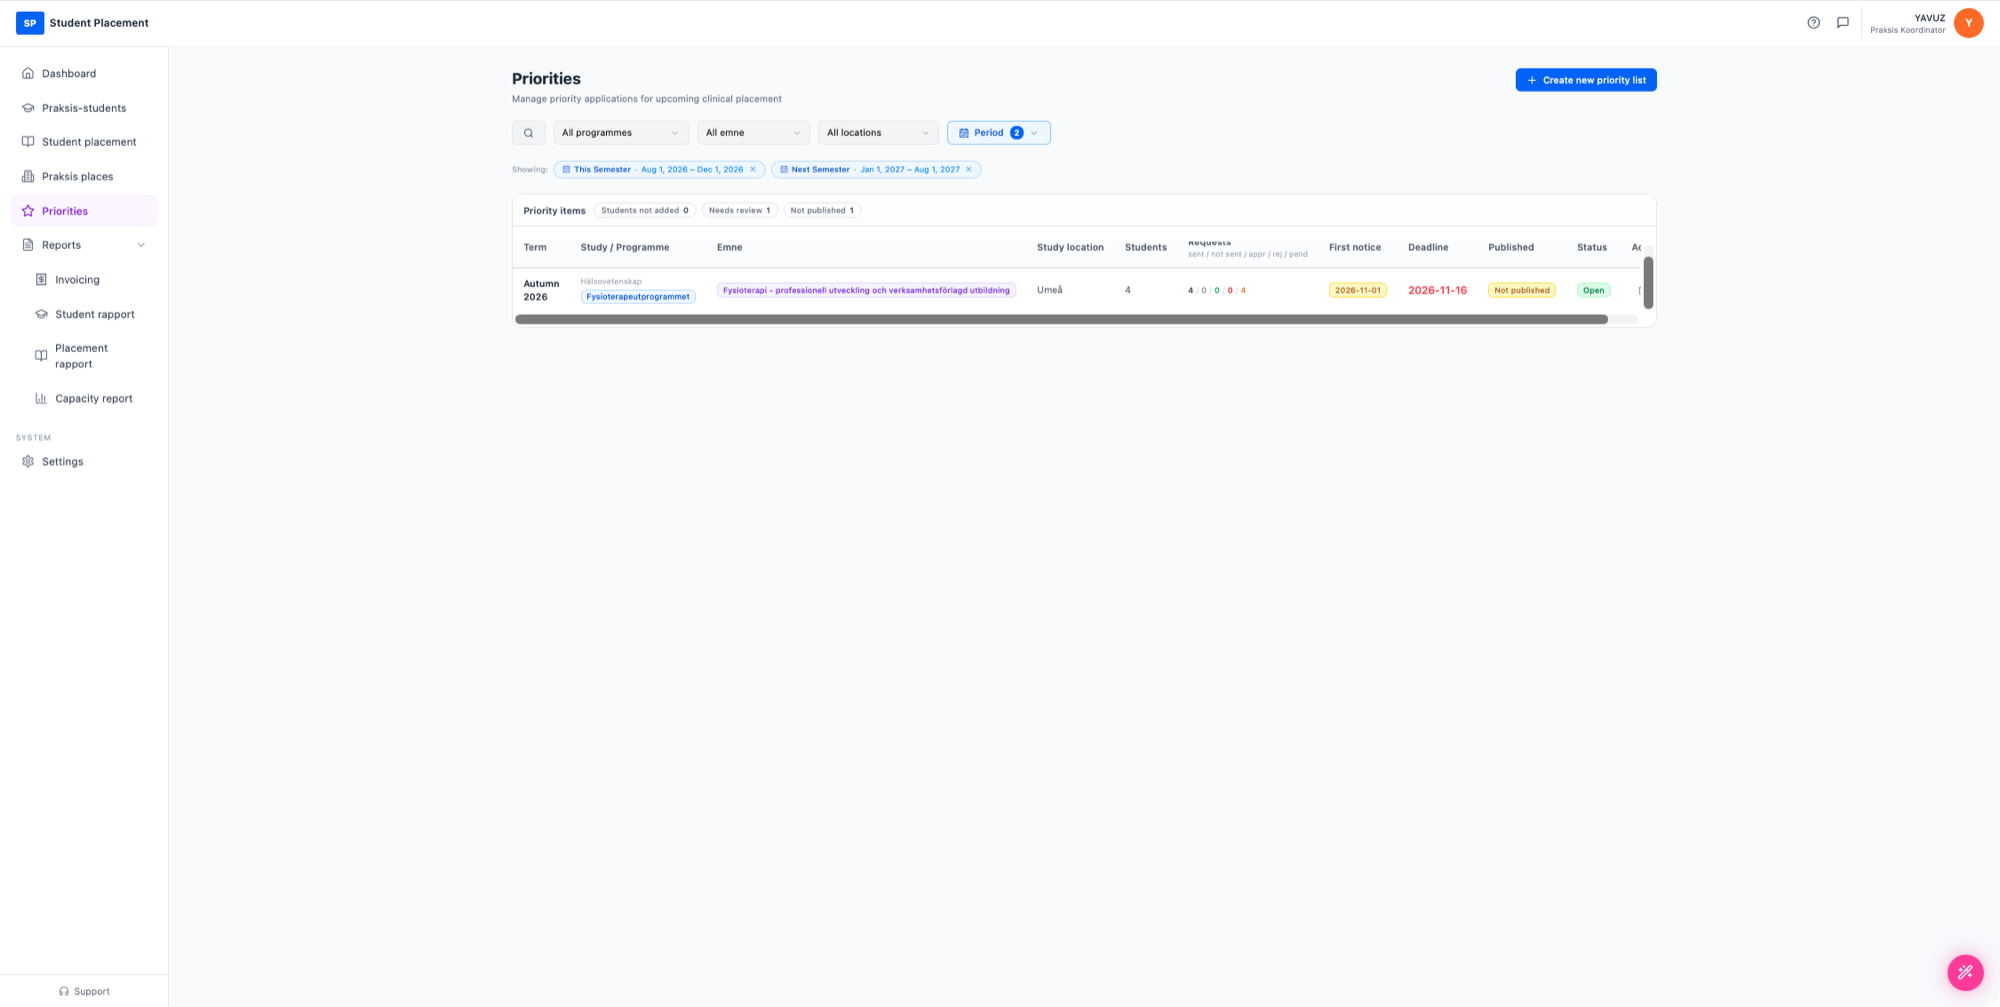 SP Student Placement
YAVUZ
Praksis Koordinator
Y
Dashboard
Praksis-students
Student placement
Praksis places
Priorities
Reports
Invoicing
Student rapport
Placement
rapport
Capacity report
SYSTEM
Settings
Support
Priorities
Manage priority applications for upcoming clinical placement
+ Create new priority list
All programmes
All emne
All locations
Period 2
Showing: This Semester · Aug 1, 2026 – Dec 1, 2026 × Next Semester · Jan 1, 2027 – Aug 1, 2027 ×
Priority items Students not added 0 Needs review 1 Not published 1
Term Study / Programme Emne Study location Students Requests First notice Deadline Published Status
sent / not sent / appr / rej / pend
Autumn
2026
Hälsovetenskap
Fysioterapeutprogrammet
Fysioterapi - professionell utveckling och verksamhetsförlagd utbildning
Umeå
4
4 / 0 / 0 / 0 / 4
2026-11-01
2026-11-16
Not published
Open